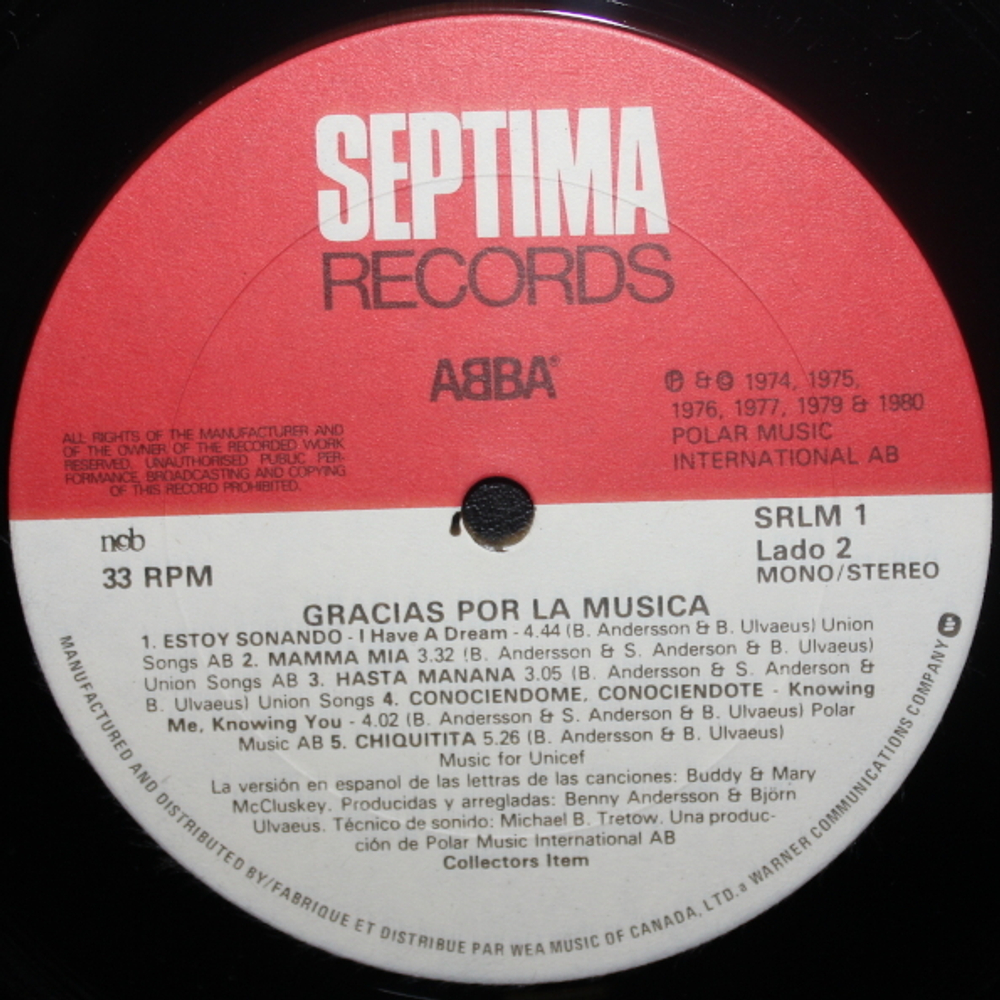 SEPTIMA
RECORDS
ABBA®
℗ & © 1974, 1975,
1976, 1977, 1979 & 1980
POLAR MUSIC
INTERNATIONAL AB
ALL RIGHTS OF THE MANUFACTURER AND
OF THE OWNER OF THE RECORDED WORK
RESERVED. UNAUTHORISED PUBLIC PER-
FORMANCE, BROADCASTING AND COPYING
OF THIS RECORD PROHIBITED.
ncb
33 RPM
SRLM 1
Lado 2
MONO/STEREO
GRACIAS POR LA MUSICA
1. ESTOY SONANDO - I Have A Dream - 4.44 (B. Andersson & B. Ulvaeus) Union
Songs AB 2. MAMMA MIA 3.32 (B. Andersson & S. Anderson & B. Ulvaeus)
Union Songs AB 3. HASTA MANANA 3.05 (B. Andersson & S. Anderson &
B. Ulvaeus) Union Songs 4. CONOCIENDOME, CONOCIENDOTE - Knowing
Me, Knowing You - 4.02 (B. Andersson & S. Anderson & B. Ulvaeus) Polar
Music AB 5. CHIQUITITA 5.26 (B. Andersson & B. Ulvaeus)
Music for Unicef
La versión en espanol de las lettras de las canciones: Buddy & Mary
McCluskey. Producidas y arregladas: Benny Andersson & Björn
Ulvaeus. Técnico de sonido: Michael B. Tretow. Una produc-
ción de Polar Music International AB
Collectors Item
MANUFACTURED AND DISTRIBUTED BY/FABRIQUE ET DISTRIBUE PAR WEA MUSIC OF CANADA, LTD. a WARNER COMMUNICATIONS COMPANY